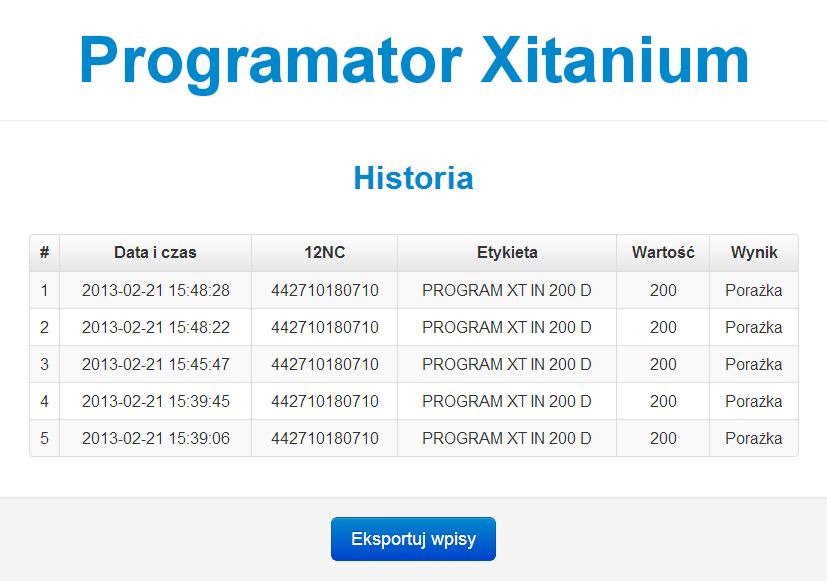 Programator Xitanium
Historia
# Data i czas 12NC Etykieta Wartość Wynik
1 2013-02-21 15:48:28 442710180710 PROGRAM XT IN 200 D 200 Porażka
2 2013-02-21 15:48:22 442710180710 PROGRAM XT IN 200 D 200 Porażka
3 2013-02-21 15:45:47 442710180710 PROGRAM XT IN 200 D 200 Porażka
4 2013-02-21 15:39:45 442710180710 PROGRAM XT IN 200 D 200 Porażka
5 2013-02-21 15:39:06 442710180710 PROGRAM XT IN 200 D 200 Porażka
Eksportuj wpisy